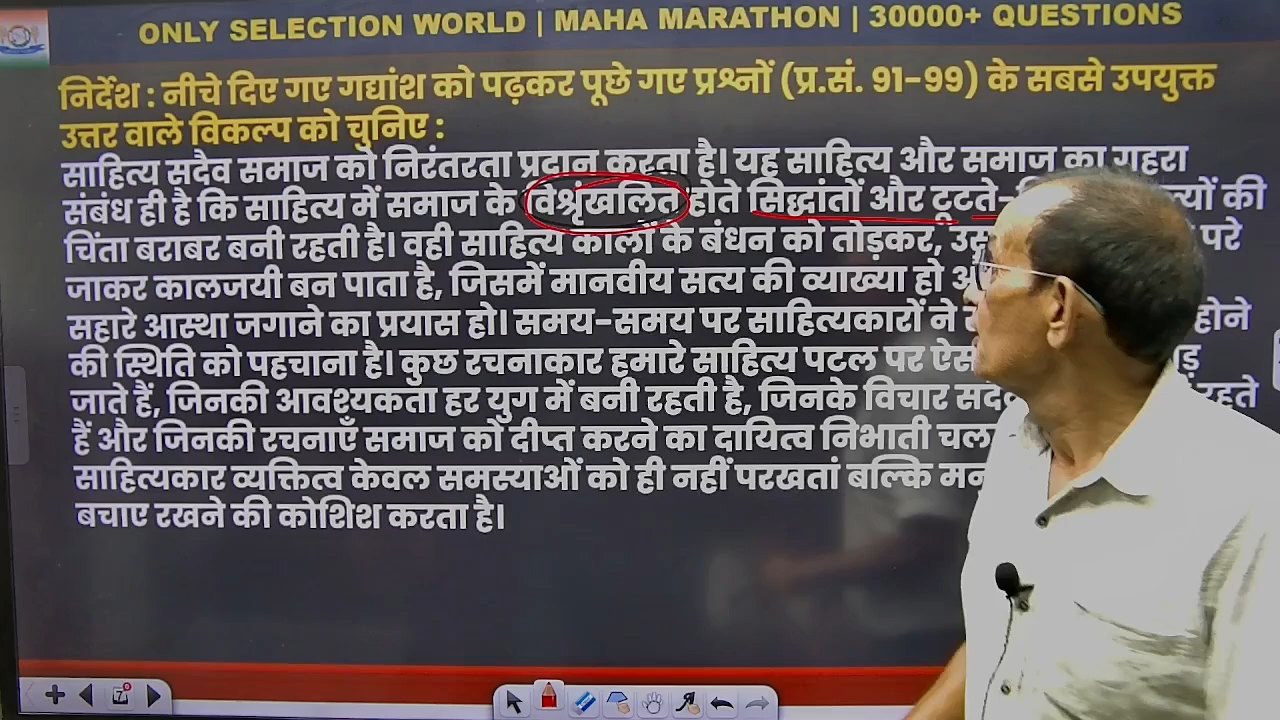 ONLY SELECTION WORLD | MAHA MARATHON | 30000+ QUESTIONS
निर्देश : नीचे दिए गए गद्यांश को पढ़कर पूछे गए प्रश्नों (प्र.सं. 91-99) के सबसे उपयुक्त
उत्तर वाले विकल्प को चुनिए :
साहित्य सदैव समाज को निरंतरता प्रदान करता है। यह साहित्य और समाज का गहरा
संबंध ही है कि साहित्य में समाज के विश्रृंखलित होते सिद्धांतों और टूटते- की
चिंता बराबर बनी रहती है। वही साहित्य कालों के बंधन को तोड़कर, परे
जाकर कालजयी बन पाता है, जिसमें मानवीय सत्य की व्याख्या हो
सहारे आस्था जगाने का प्रयास हो। समय-समय पर साहित्यकारों ने होने
की स्थिति को पहचाना है। कुछ रचनाकार हमारे साहित्य पटल पर
जाते हैं, जिनकी आवश्यकता हर युग में बनी रहती है, जिनके विचार रहते
हैं और जिनकी रचनाएँ समाज को दीप्त करने का दायित्व निभाती
साहित्यकार व्यक्तित्व केवल समस्याओं को ही नहीं परखतां बल्कि
बचाए रखने की कोशिश करता है।